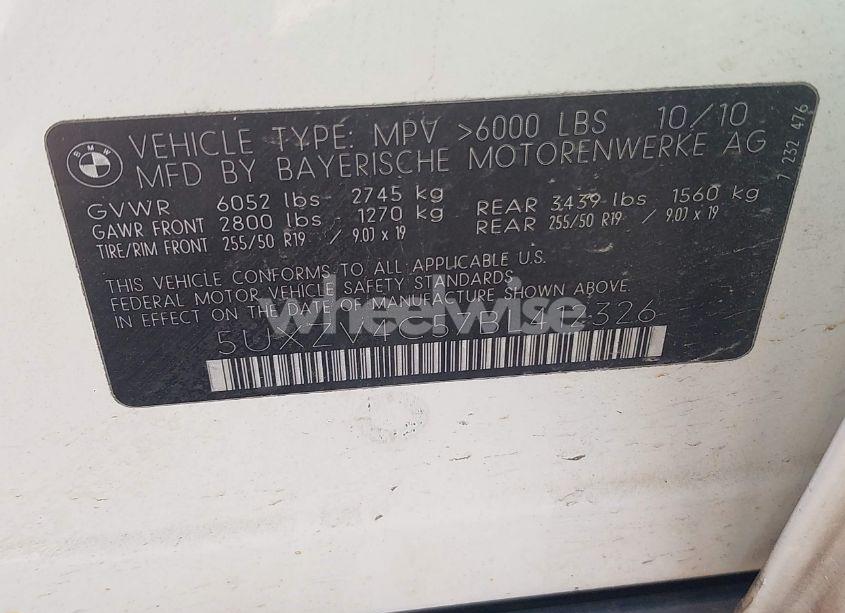 BMW
VEHICLE TYPE: MPV >6000 LBS 10/10
MFD BY BAYERISCHE MOTORENWERKE AG
GVWR 6052 lbs- 2745 kg
GAWR FRONT 2800 lbs - 1270 kg REAR 3439 lbs 1560 kg
TIRE/RIM FRONT 255/50 R19 / 9.0J x 19 REAR 255/50 R19 / 9.0J x 19
THIS VEHICLE CONFORMS TO ALL APPLICABLE U.S.
FEDERAL MOTOR VEHICLE SAFETY STANDARDS
IN EFFECT ON THE DATE OF MANUFACTURE SHOWN ABOVE.
wheelwise
7 232 476